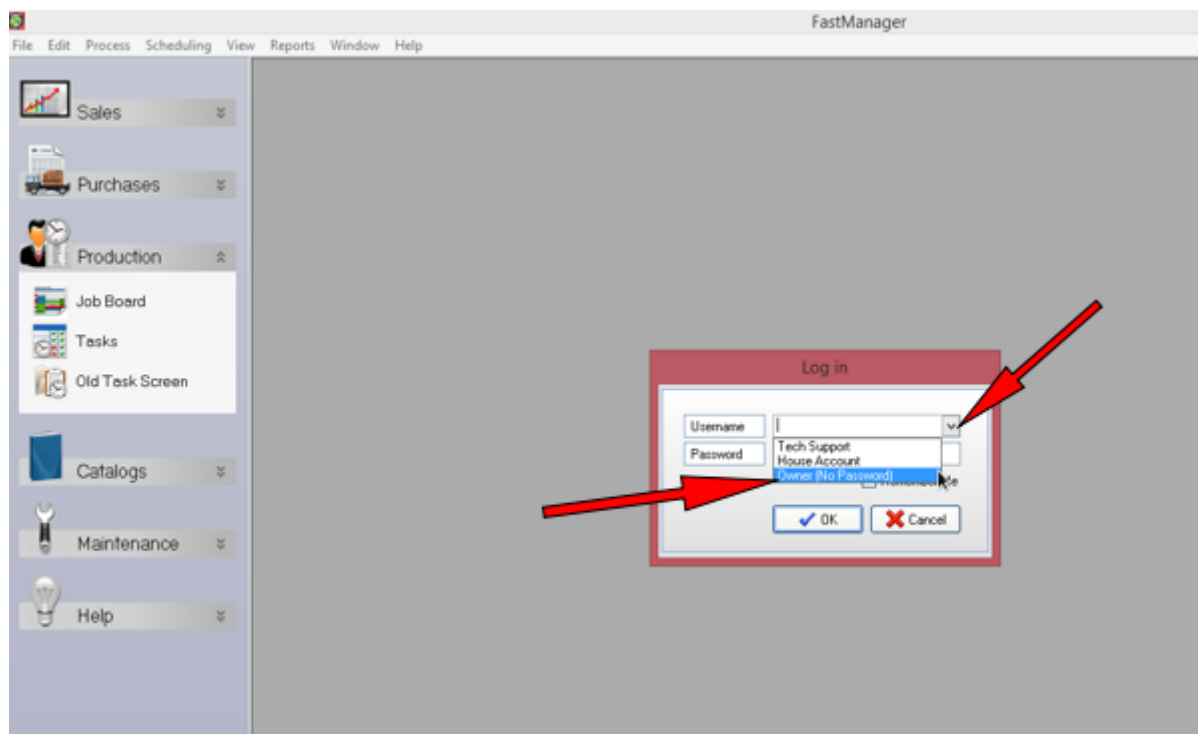 FastManager
File Edit Process Scheduling View Reports Window Help
Sales
Purchases
Production
Job Board
Tasks
Old Task Screen
Catalogs
Maintenance
Help
Log in
Username
Tech Support
Password
House Account
Owner (No Password)
OK Cancel